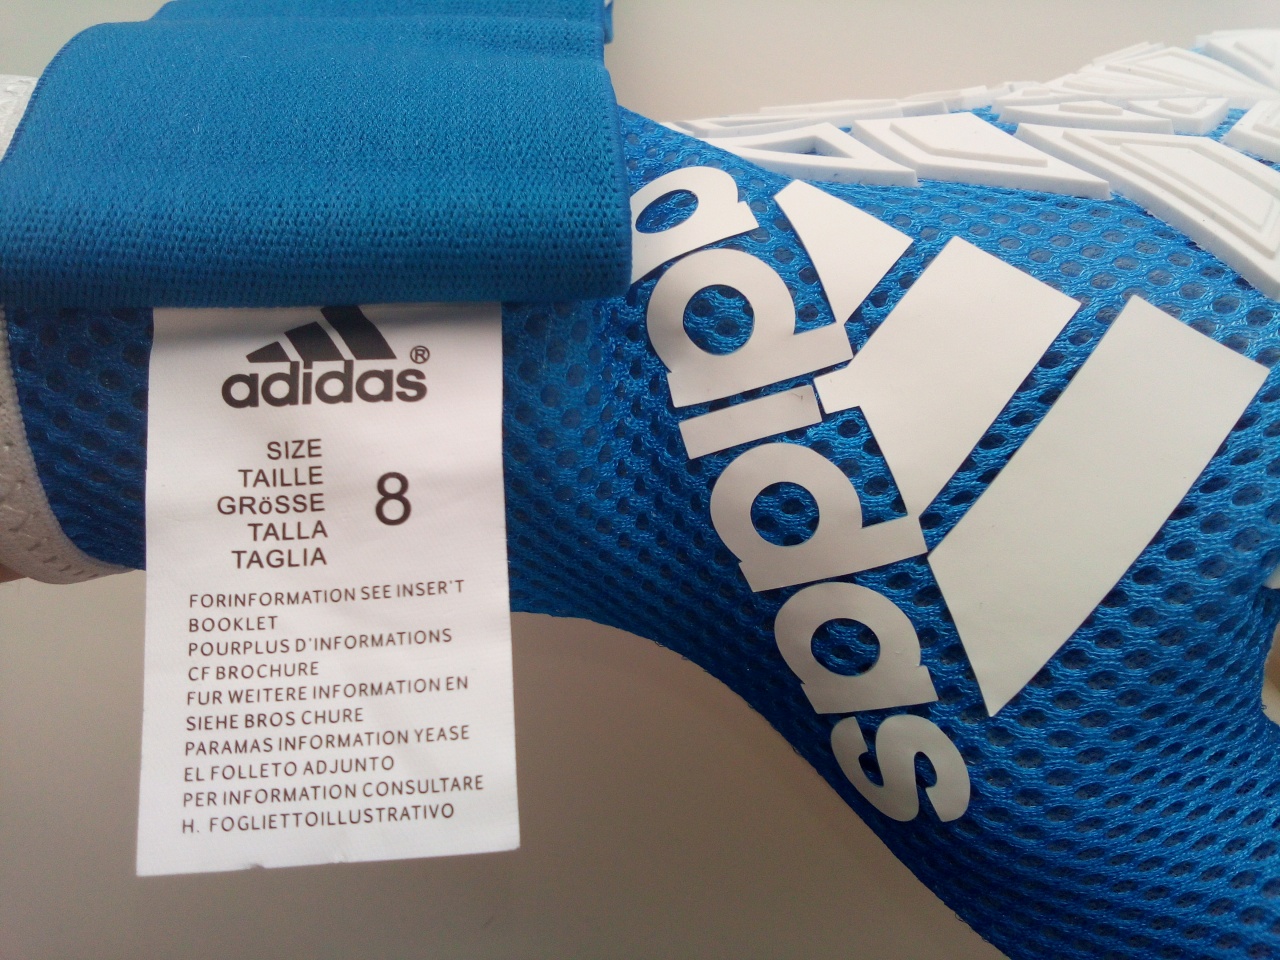 adidas®
SIZE
TAILLE
GRöSSE
TALLA
TAGLIA
8
FORINFORMATION SEE INSER'T
BOOKLET
POURPLUS D'INFORMATIONS
CF BROCHURE
FUR WEITERE INFORMATION EN
SIEHE BROS CHURE
PARAMAS INFORMATION YEASE
EL FOLLETO ADJUNTO
PER INFORMATION CONSULTARE
H. FOGLIETTOILLUSTRATIVO
adidas